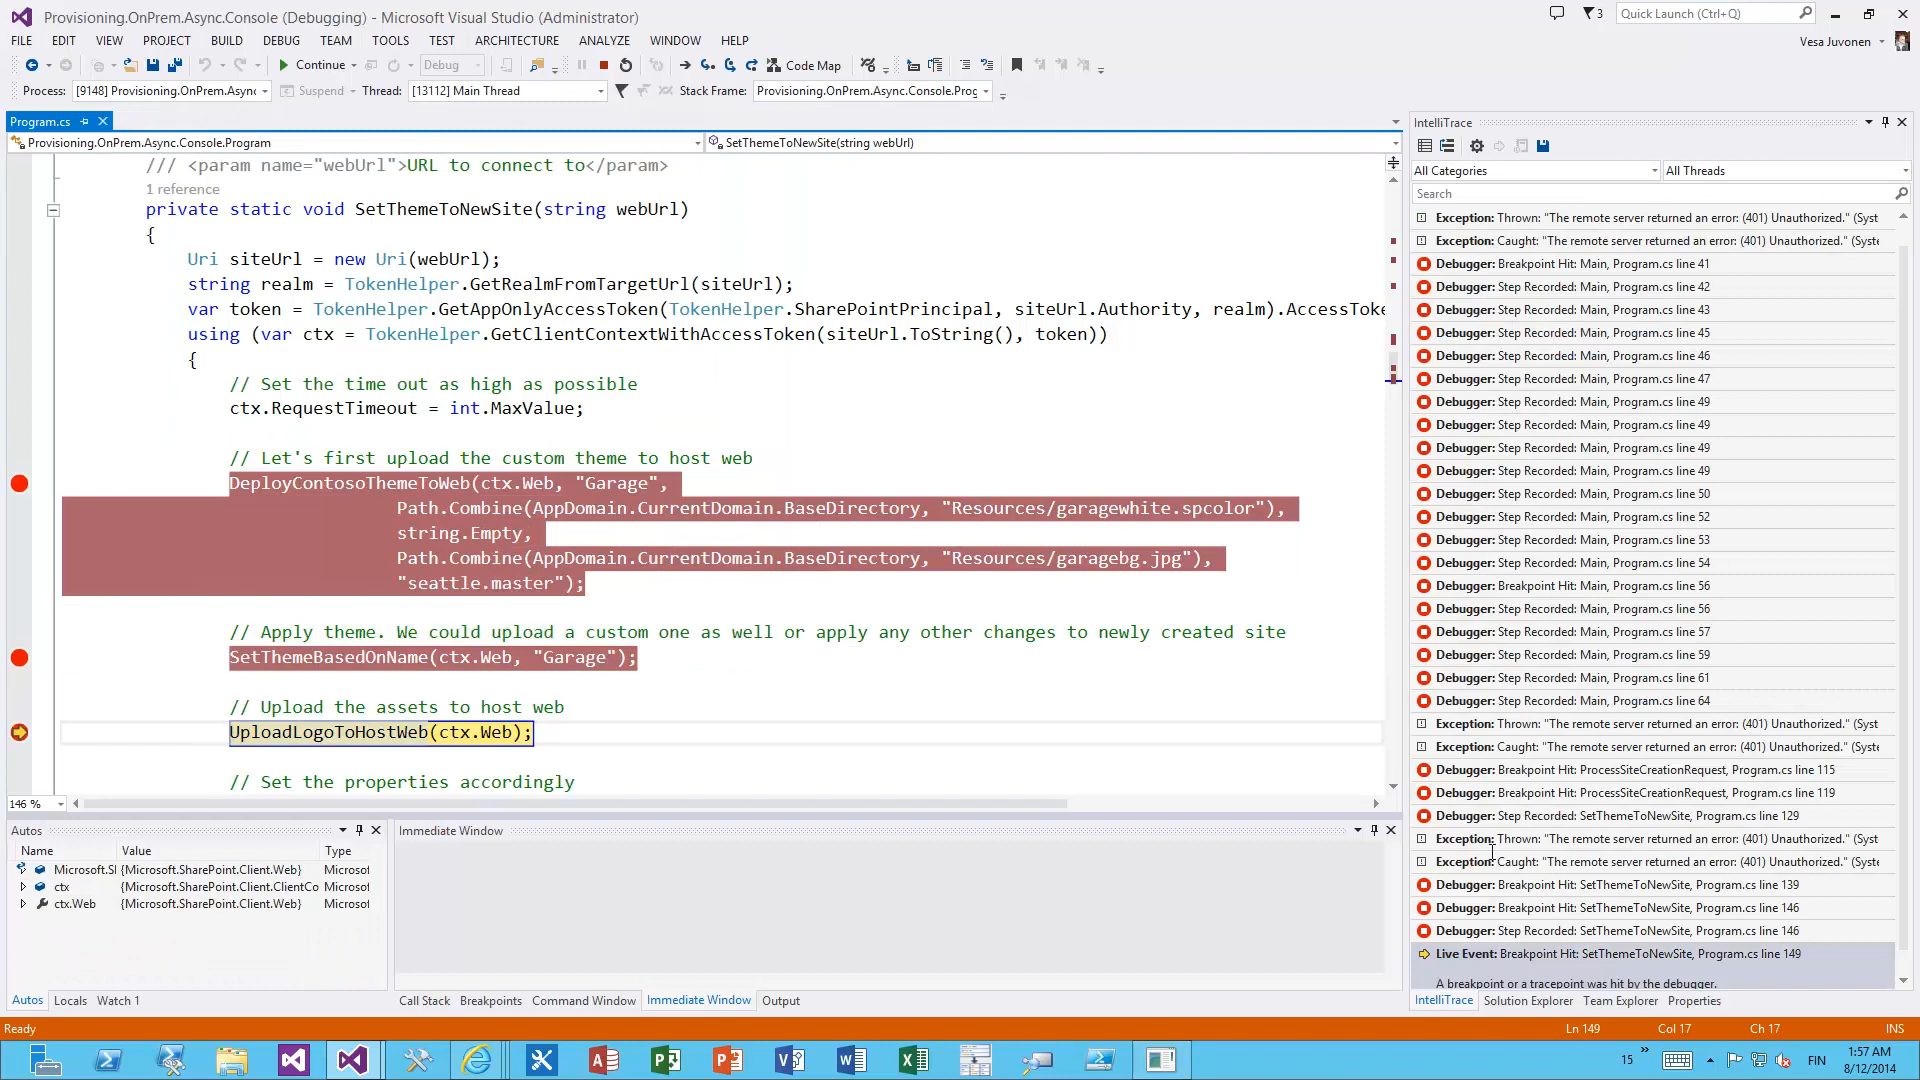 Provisioning.OnPrem.Async.Console (Debugging) - Microsoft Visual Studio (Administrator)
3
Quick Launch (Ctrl+Q)
FILE EDIT VIEW PROJECT BUILD DEBUG TEAM TOOLS TEST ARCHITECTURE ANALYZE WINDOW HELP
Vesa Juvonen
Continue Debug Code Map
Process: [9148] Provisioning.OnPrem.Async Suspend Thread: [13112] Main Thread Stack Frame: Provisioning.OnPrem.Async.Console.Prog
Program.cs
Provisioning.OnPrem.Async.Console.Program SetThemeToNewSite(string webUrl)
/// <param name="webUrl">URL to connect to</param>
1 reference
private static void SetThemeToNewSite(string webUrl)
{
Uri siteUrl = new Uri(webUrl);
string realm = TokenHelper.GetRealmFromTargetUrl(siteUrl);
var token = TokenHelper.GetAppOnlyAccessToken(TokenHelper.SharePointPrincipal, siteUrl.Authority, realm).AccessToke
using (var ctx = TokenHelper.GetClientContextWithAccessToken(siteUrl.ToString(), token))
{
// Set the time out as high as possible
ctx.RequestTimeout = int.MaxValue;
// Let's first upload the custom theme to host web
DeployContosoThemeToWeb(ctx.Web, "Garage",
Path.Combine(AppDomain.CurrentDomain.BaseDirectory, "Resources/garagewhite.spcolor"),
string.Empty,
Path.Combine(AppDomain.CurrentDomain.BaseDirectory, "Resources/garagebg.jpg"),
"seattle.master");
// Apply theme. We could upload a custom one as well or apply any other changes to newly created site
SetThemeBasedOnName(ctx.Web, "Garage");
// Upload the assets to host web
UploadLogoToHostWeb(ctx.Web);
// Set the properties accordingly
146 %
Autos
Name Value Type
Microsoft.Sl {Microsoft.SharePoint.Client.Web} Microsof
ctx {Microsoft.SharePoint.Client.ClientCo Microsof
ctx.Web {Microsoft.SharePoint.Client.Web} Microsof
Autos Locals Watch 1
Immediate Window
Call Stack Breakpoints Command Window Immediate Window Output
IntelliTrace
All Categories All Threads
Search
Exception: Thrown: "The remote server returned an error: (401) Unauthorized." (Syst
Exception: Caught: "The remote server returned an error: (401) Unauthorized." (Syste
Debugger: Breakpoint Hit: Main, Program.cs line 41
Debugger: Step Recorded: Main, Program.cs line 42
Debugger: Step Recorded: Main, Program.cs line 43
Debugger: Step Recorded: Main, Program.cs line 45
Debugger: Step Recorded: Main, Program.cs line 46
Debugger: Step Recorded: Main, Program.cs line 47
Debugger: Step Recorded: Main, Program.cs line 49
Debugger: Step Recorded: Main, Program.cs line 49
Debugger: Step Recorded: Main, Program.cs line 49
Debugger: Step Recorded: Main, Program.cs line 49
Debugger: Step Recorded: Main, Program.cs line 50
Debugger: Step Recorded: Main, Program.cs line 52
Debugger: Step Recorded: Main, Program.cs line 53
Debugger: Step Recorded: Main, Program.cs line 54
Debugger: Breakpoint Hit: Main, Program.cs line 56
Debugger: Step Recorded: Main, Program.cs line 56
Debugger: Step Recorded: Main, Program.cs line 57
Debugger: Step Recorded: Main, Program.cs line 59
Debugger: Step Recorded: Main, Program.cs line 61
Debugger: Step Recorded: Main, Program.cs line 64
Exception: Thrown: "The remote server returned an error: (401) Unauthorized." (Syst
Exception: Caught: "The remote server returned an error: (401) Unauthorized." (Syste
Debugger: Breakpoint Hit: ProcessSiteCreationRequest, Program.cs line 115
Debugger: Breakpoint Hit: ProcessSiteCreationRequest, Program.cs line 119
Debugger: Step Recorded: SetThemeToNewSite, Program.cs line 129
Exception: Thrown: "The remote server returned an error: (401) Unauthorized." (Syst
Exception: Caught: "The remote server returned an error: (401) Unauthorized." (Syste
Debugger: Breakpoint Hit: SetThemeToNewSite, Program.cs line 139
Debugger: Breakpoint Hit: SetThemeToNewSite, Program.cs line 146
Debugger: Step Recorded: SetThemeToNewSite, Program.cs line 146
Live Event: Breakpoint Hit: SetThemeToNewSite, Program.cs line 149
A breakpoint or a tracepoint was hit by the debugger.
IntelliTrace Solution Explorer Team Explorer Properties
Ready Ln 149 Col 17 Ch 17 INS
15 FIN 1:57 AM
8/12/2014